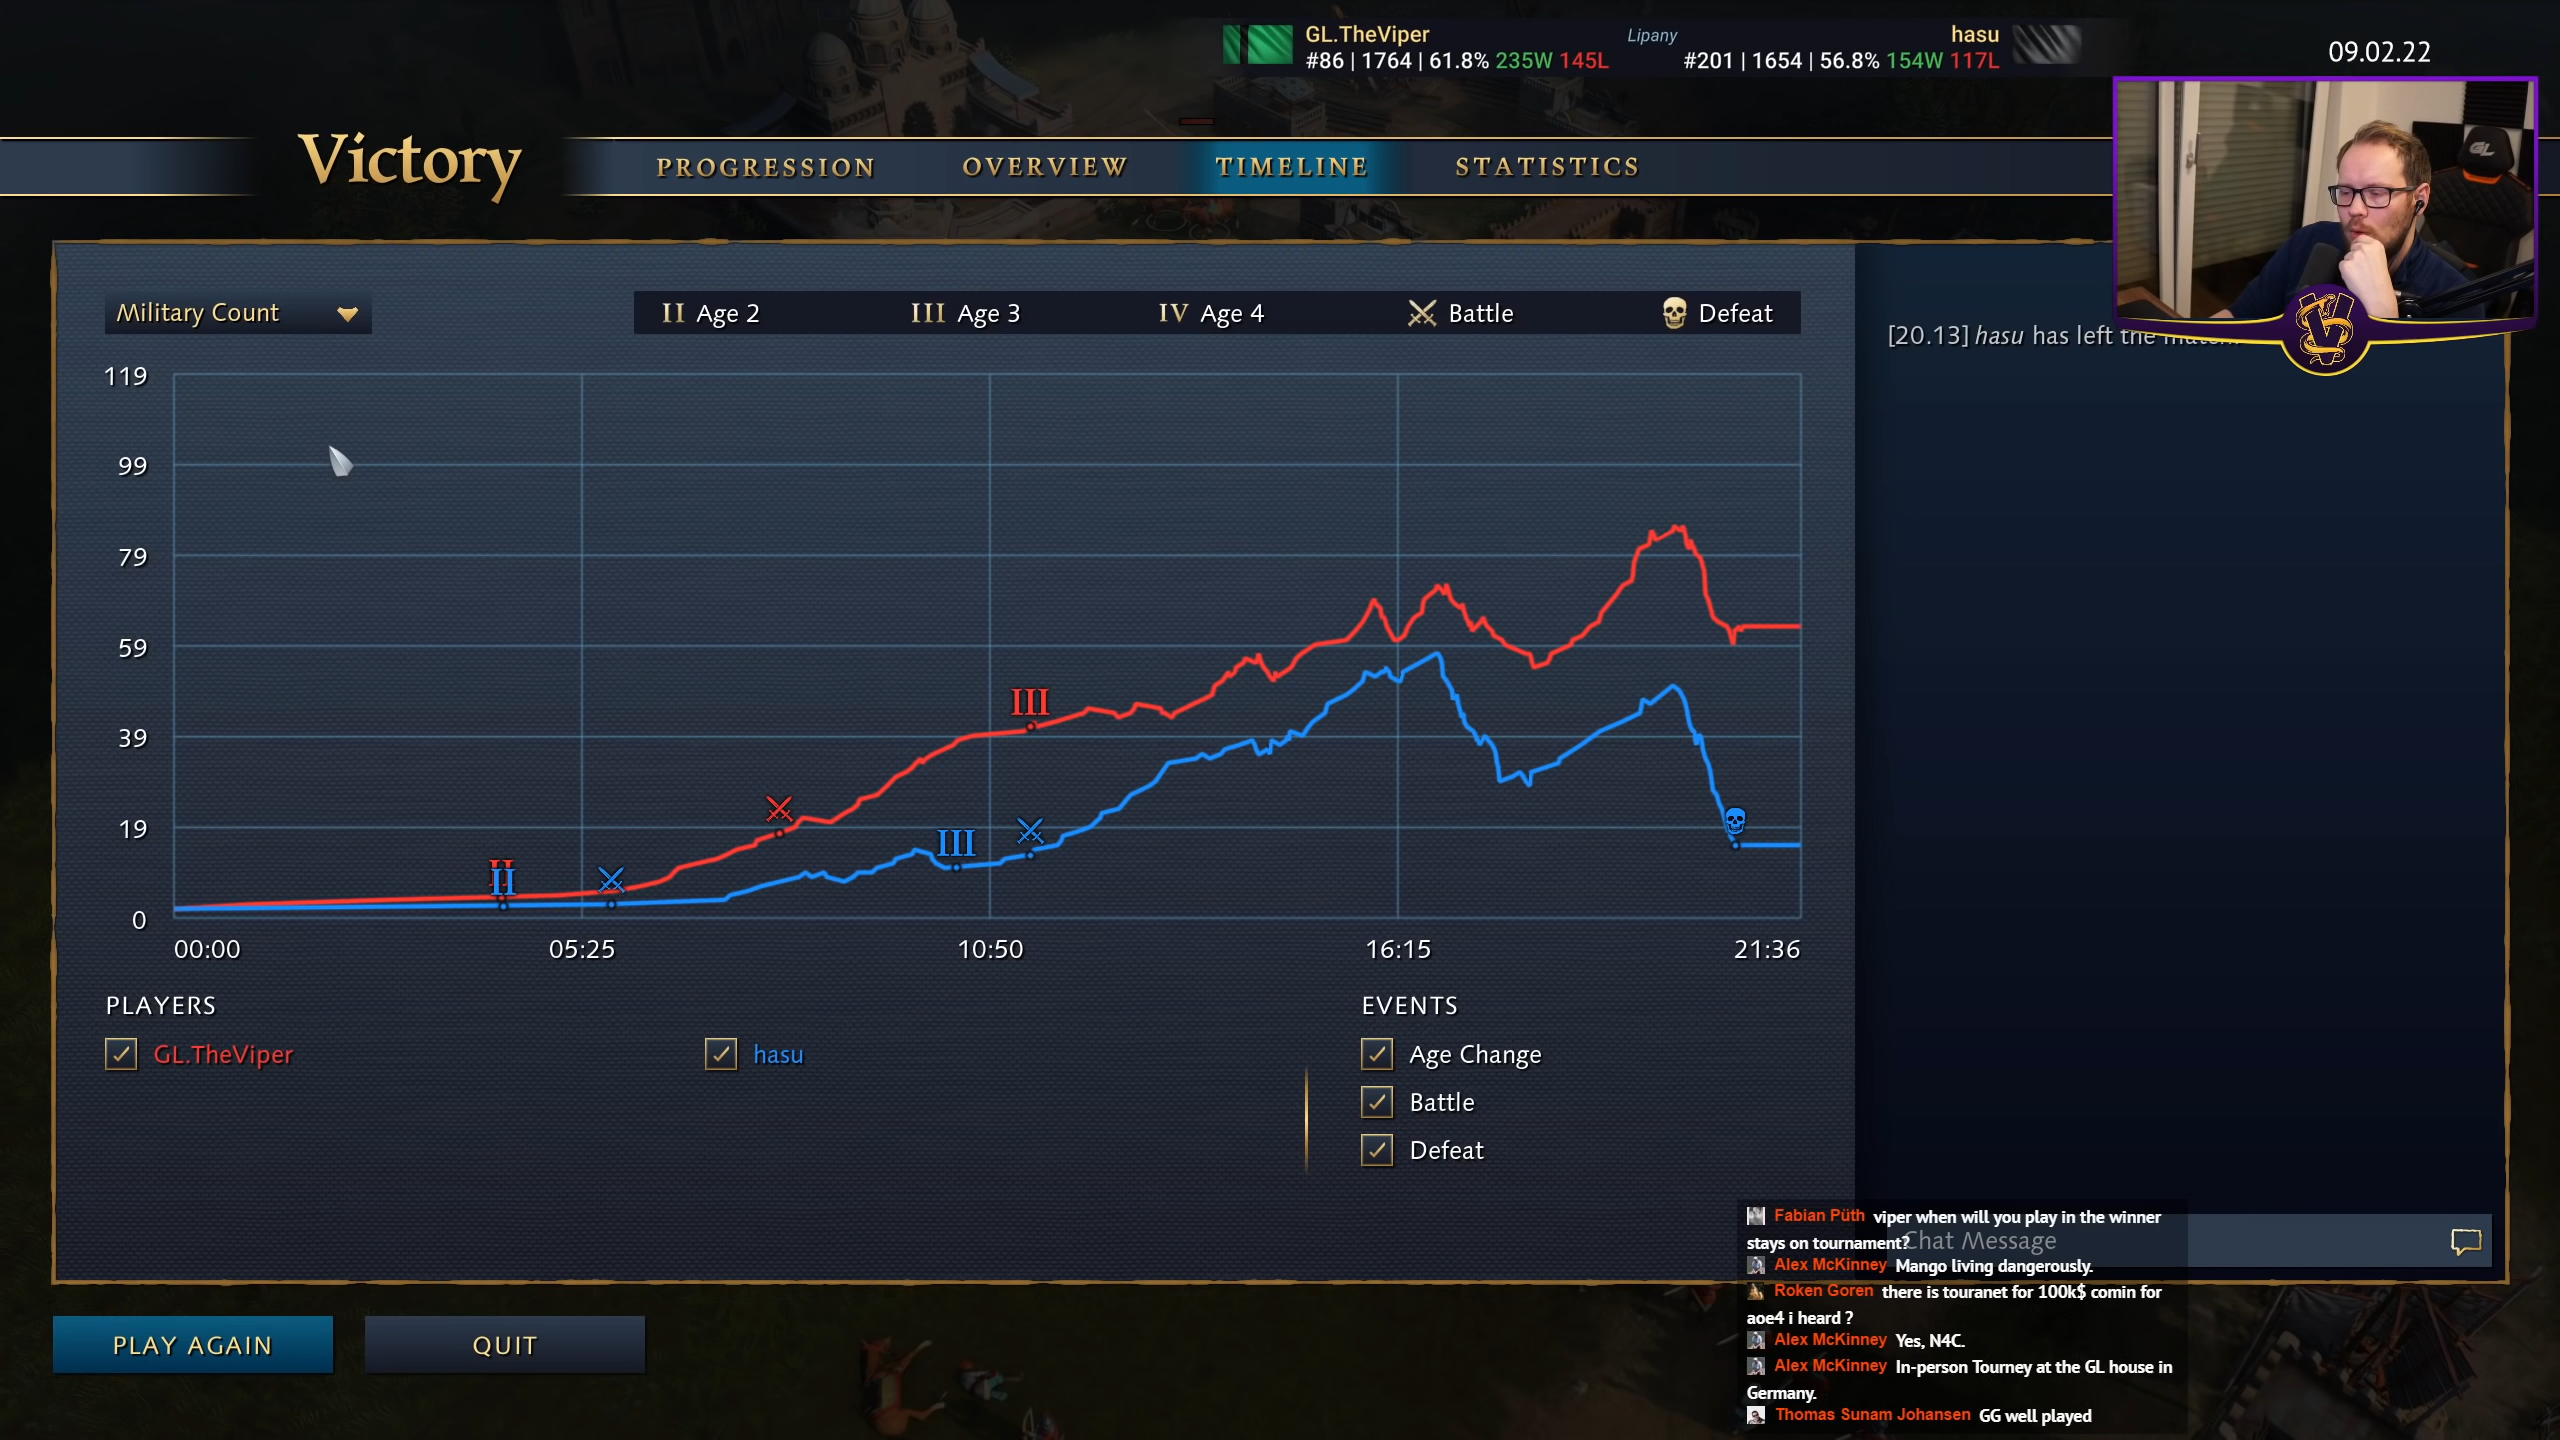 GL.TheViper Lipany hasu
#86 | 1764 | 61.8% 235W 145L #201 | 1654 | 56.8% 154W 117L
09.02.22
Victory
PROGRESSION OVERVIEW TIMELINE STATISTICS
GL
Military Count
II Age 2 III Age 3 IV Age 4 Battle Defeat
[20.13] hasu has left the match.
119
99
79
59
39
19
0
III
III
II
II
00:00 05:25 10:50 16:15 21:36
PLAYERS
GL.TheViper hasu
EVENTS
Age Change
Battle
Defeat
Fabian Püth viper when will you play in the winner
stays on tournament?
Chat Message
Alex McKinney Mango living dangerously.
Roken Goren there is touranet for 100k$ comin for
aoe4 i heard ?
Alex McKinney Yes, N4C.
Alex McKinney In-person Tourney at the GL house in
Germany.
Thomas Sunam Johansen GG well played
PLAY AGAIN QUIT